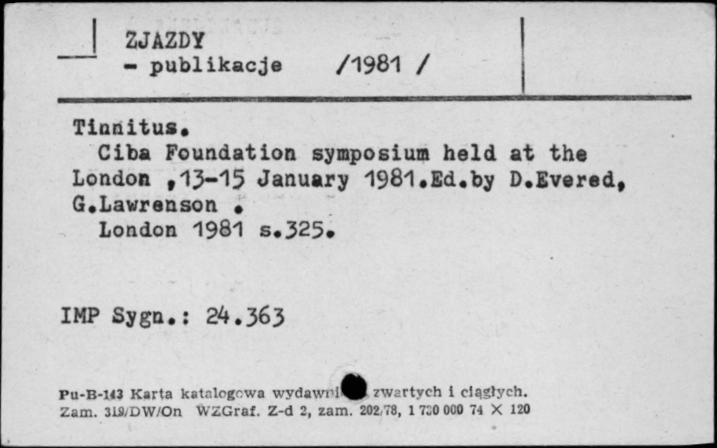 ZJAZDY
- publikacje /1981 /
Tinnitus.
Ciba Foundation symposium held at the
London ,13-15 January 1981.Ed.by D.Evered,
G.Lawrenson .
London 1981 s.325.
IMP Sygn.: 24.363
Pu-B-143 Karta katalogowa zwartych i ciągłych.
Zam. 319/DW/On WZGraf. Z-d 2, zam. 202/78, 1 720 000 74 X 120